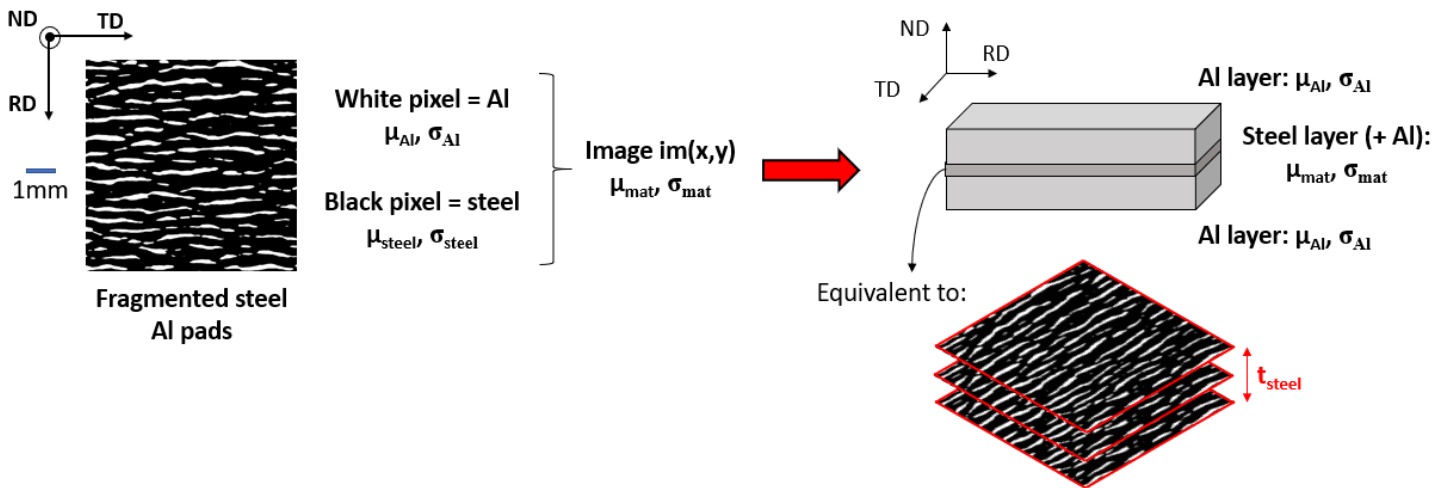 ND
TD
RD
1mm
Fragmented steel
Al pads
White pixel = Al
μAl, σAl
Black pixel = steel
μsteel, σsteel
Image im(x,y)
μmat, σmat
ND
RD
TD
Al layer: μAl, σAl
Steel layer (+ Al):
μmat, σmat
Al layer: μAl, σAl
Equivalent to:
tsteel